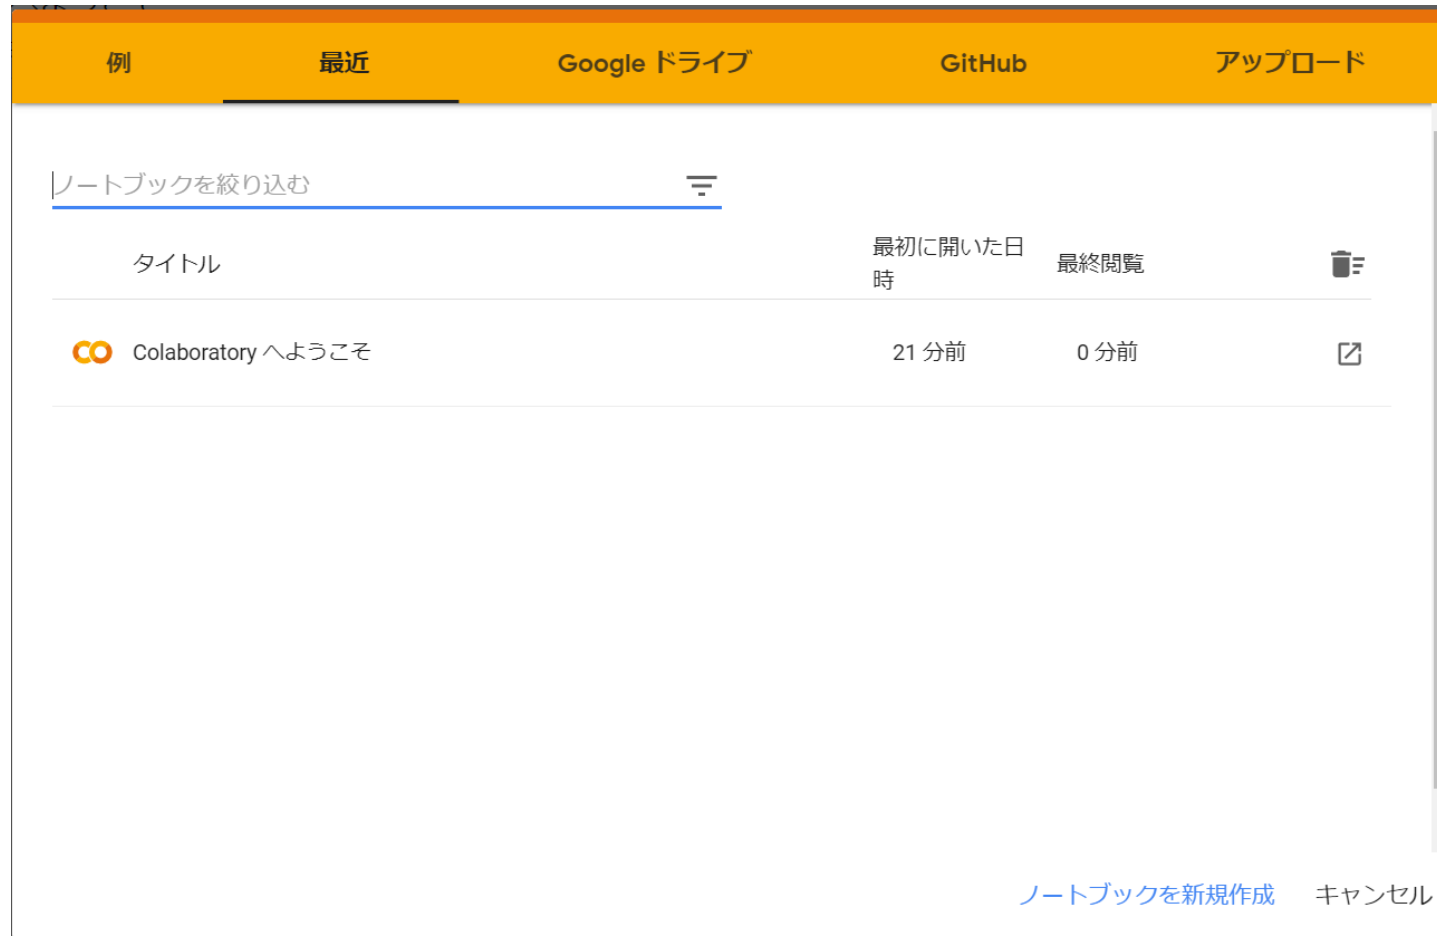 例 最近 Google ドライブ GitHub アップロード
ノートブックを絞り込む
タイトル 最初に開いた日時 最終閲覧
Colaboratory へようこそ 21 分前 0 分前
ノートブックを新規作成 キャンセル